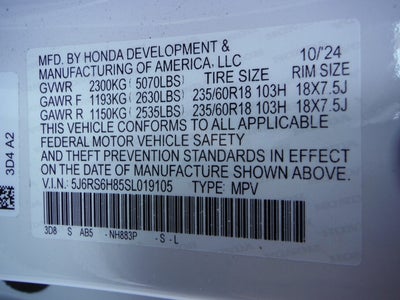 MFD. BY HONDA DEVELOPMENT & 10/24
MANUFACTURING OF AMERICA, LLC
GVWR 2300KG (5070LBS) TIRE SIZE RIM SIZE
GAWR F 1193KG (2630LBS) 235/60R18 103H 18X7.5J
GAWR R 1150KG (2535LBS) 235/60R18 103H 18X7.5J
THIS VEHICLE CONFORMS TO ALL APPLICABLE
FEDERAL MOTOR VEHICLE SAFETY
AND THEFT PREVENTION STANDARDS IN EFFECT
ON THE DATE OF MANUFACTURE SHOWN ABOVE.
V.I.N.: 5J6RS6H85SL019105 TYPE: MPV
3D8 S AB5 -NH883P -S-L
3D4 A2